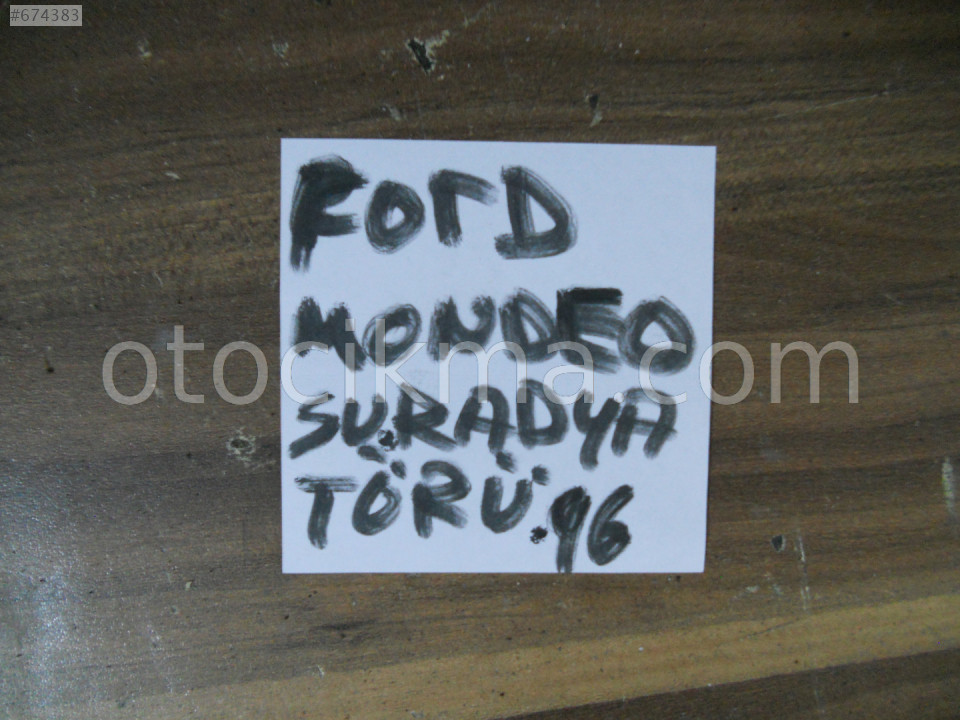 #674383
FOrD
MONDEO
otocikma.com
SU.RADYA
TÖRÜ.96